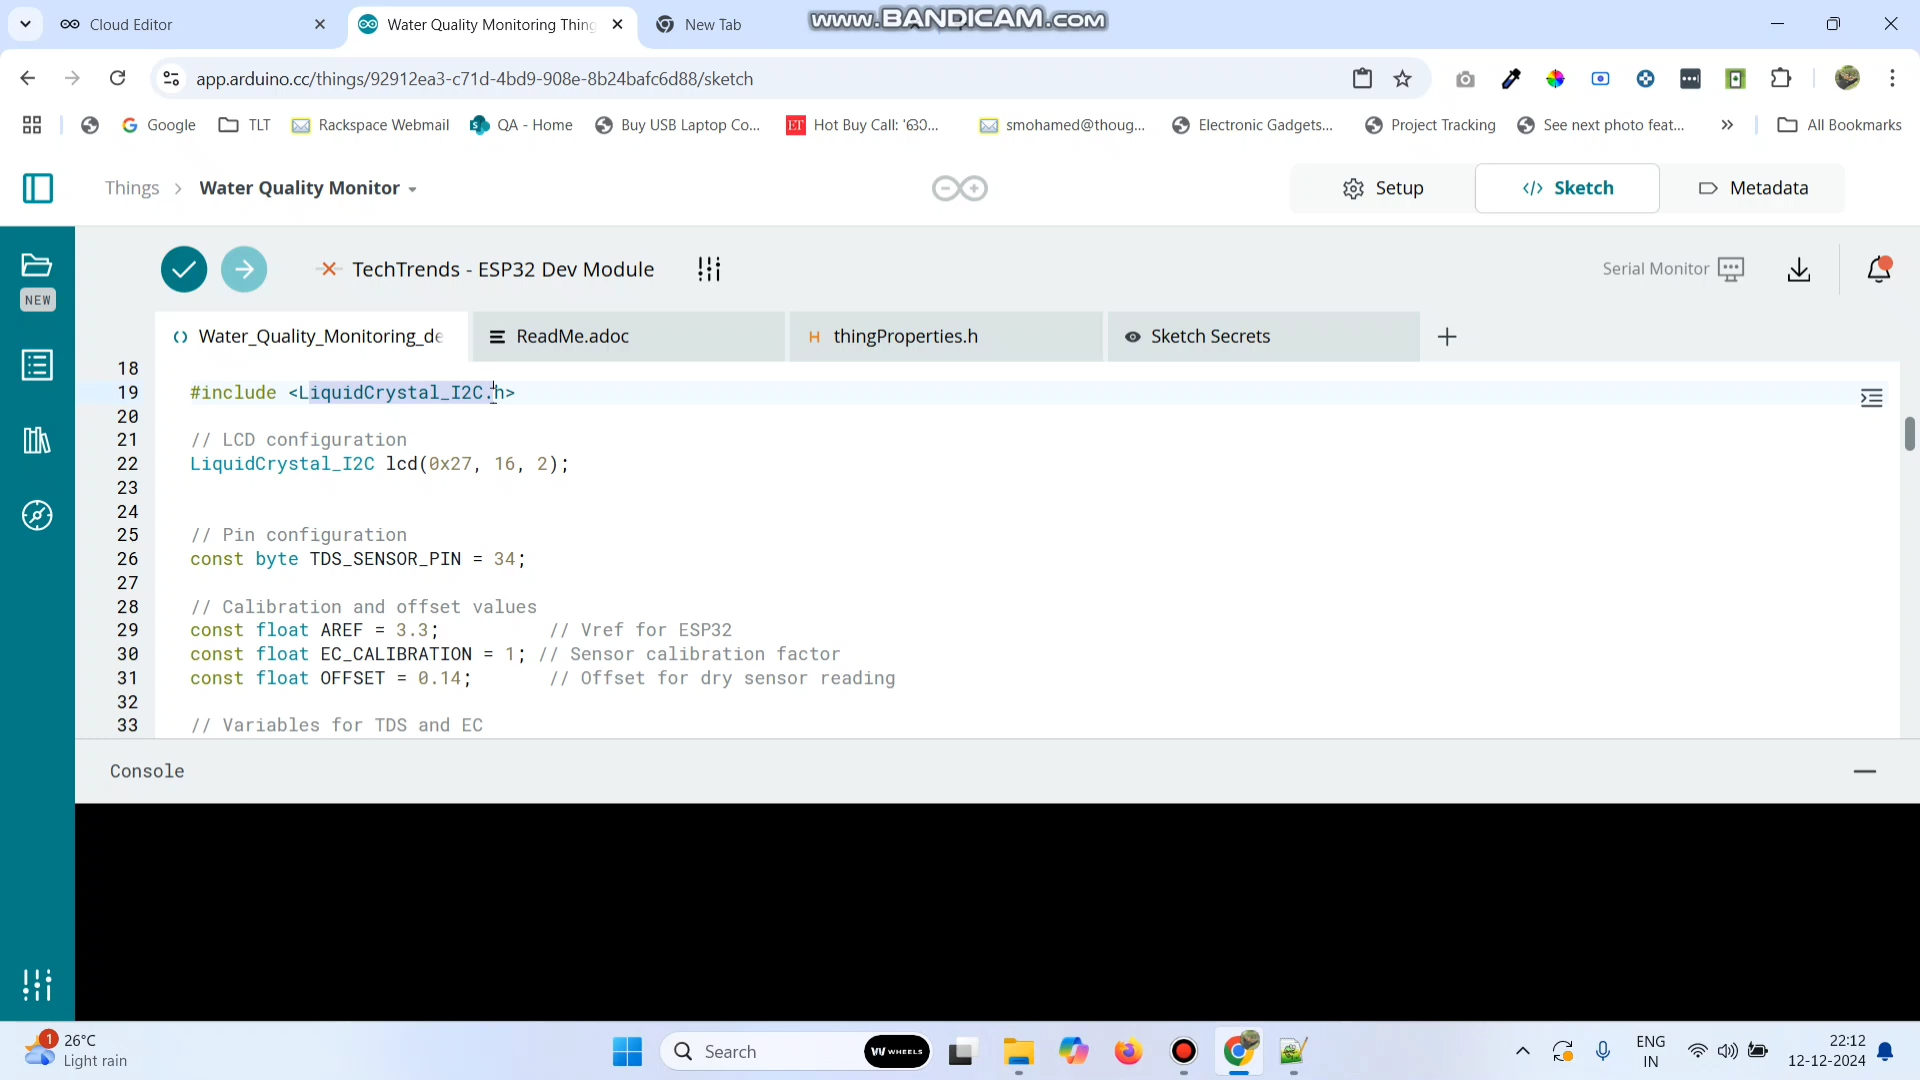 Cloud Editor
Water Quality Monitoring Thing
New Tab
www.BANDICAM.com
app.arduino.cc/things/92912ea3-c71d-4bd9-908e-8b24bafc6d88/sketch
Google
TLT
Rackspace Webmail
QA - Home
Buy USB Laptop Co...
ET
Hot Buy Call: 'ഓ...
smohamed@thoug...
Electronic Gadgets...
Project Tracking
See next photo feat...
All Bookmarks
Things > Water Quality Monitor
Setup
</> Sketch
Metadata
NEW
TechTrends - ESP32 Dev Module
Serial Monitor
Water_Quality_Monitoring_de
ReadMe.adoc
H thingProperties.h
Sketch Secrets
18
19 #include <LiquidCrystal_I2C.h>
20
21 // LCD configuration
22 LiquidCrystal_I2C lcd(0x27, 16, 2);
23
24
25 // Pin configuration
26 const byte TDS_SENSOR_PIN = 34;
27
28 // Calibration and offset values
29 const float AREF = 3.3; // Vref for ESP32
30 const float EC_CALIBRATION = 1; // Sensor calibration factor
31 const float OFFSET = 0.14; // Offset for dry sensor reading
32
33 // Variables for TDS and EC
Console
1
26°C
Light rain
Search
WHEELS
ENG
IN
22:12
12-12-2024